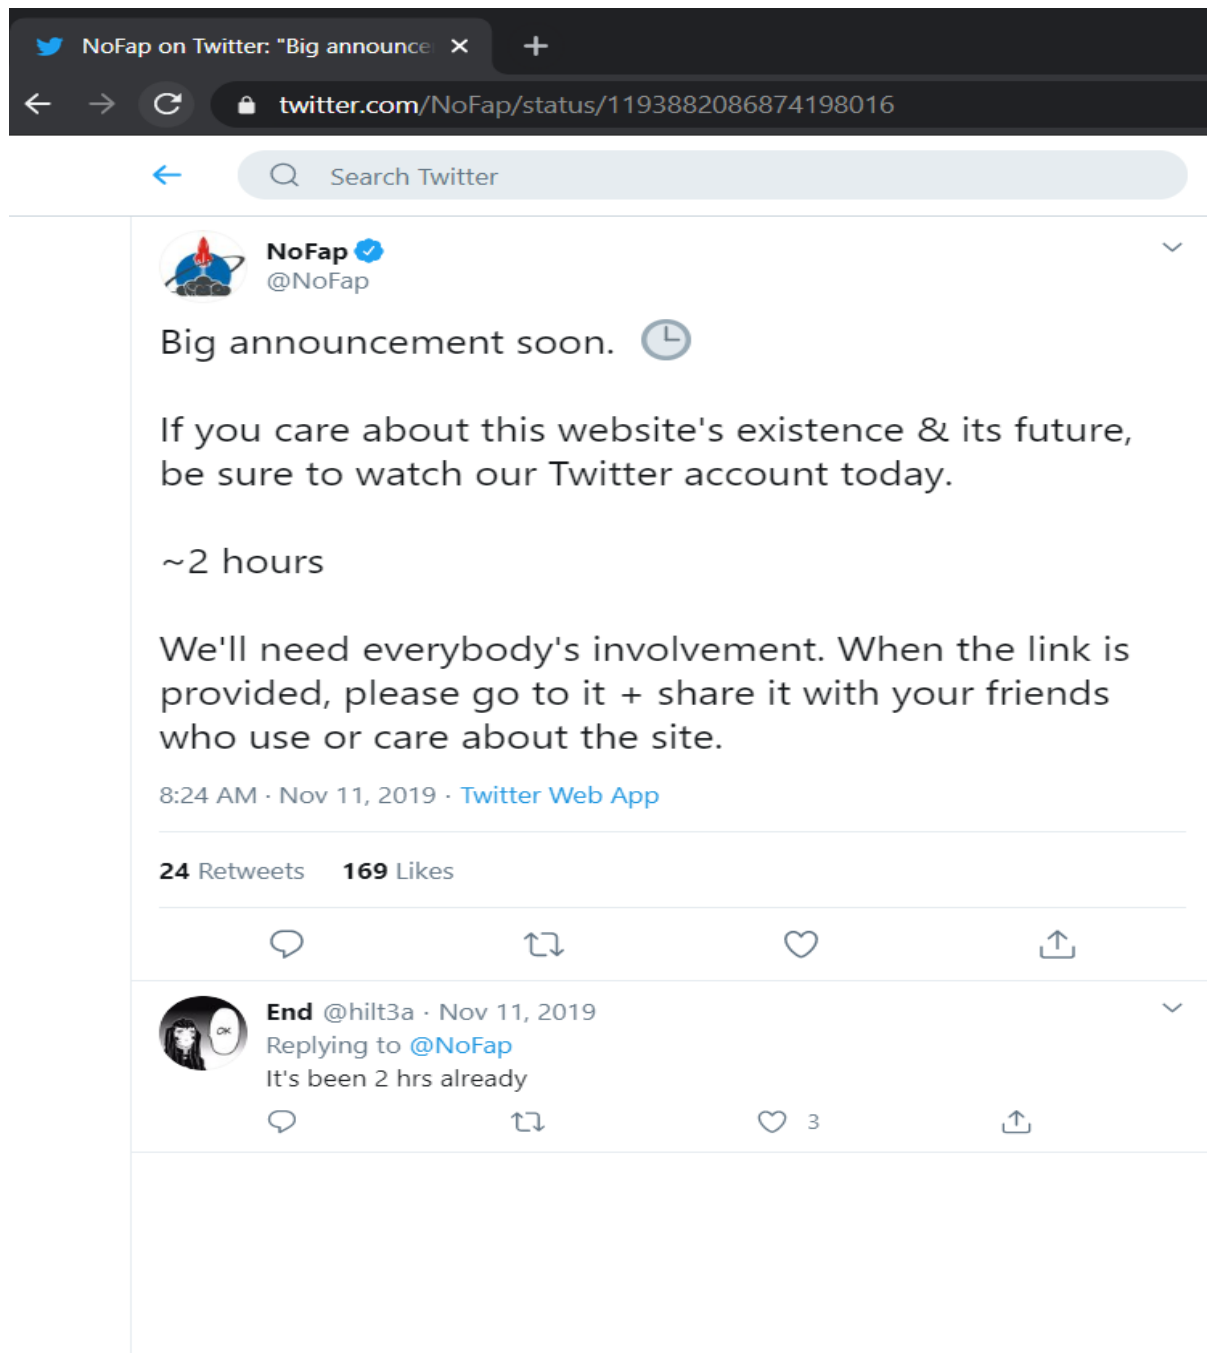 NoFap on Twitter: "Big announce
twitter.com/NoFap/status/1193882086874198016
Search Twitter
NoFap
@NoFap
Big announcement soon.
If you care about this website's existence & its future,
be sure to watch our Twitter account today.
~2 hours
We'll need everybody's involvement. When the link is
provided, please go to it + share it with your friends
who use or care about the site.
8:24 AM · Nov 11, 2019 · Twitter Web App
24 Retweets 169 Likes
End @hilt3a · Nov 11, 2019
OK
Replying to @NoFap
It's been 2 hrs already
3